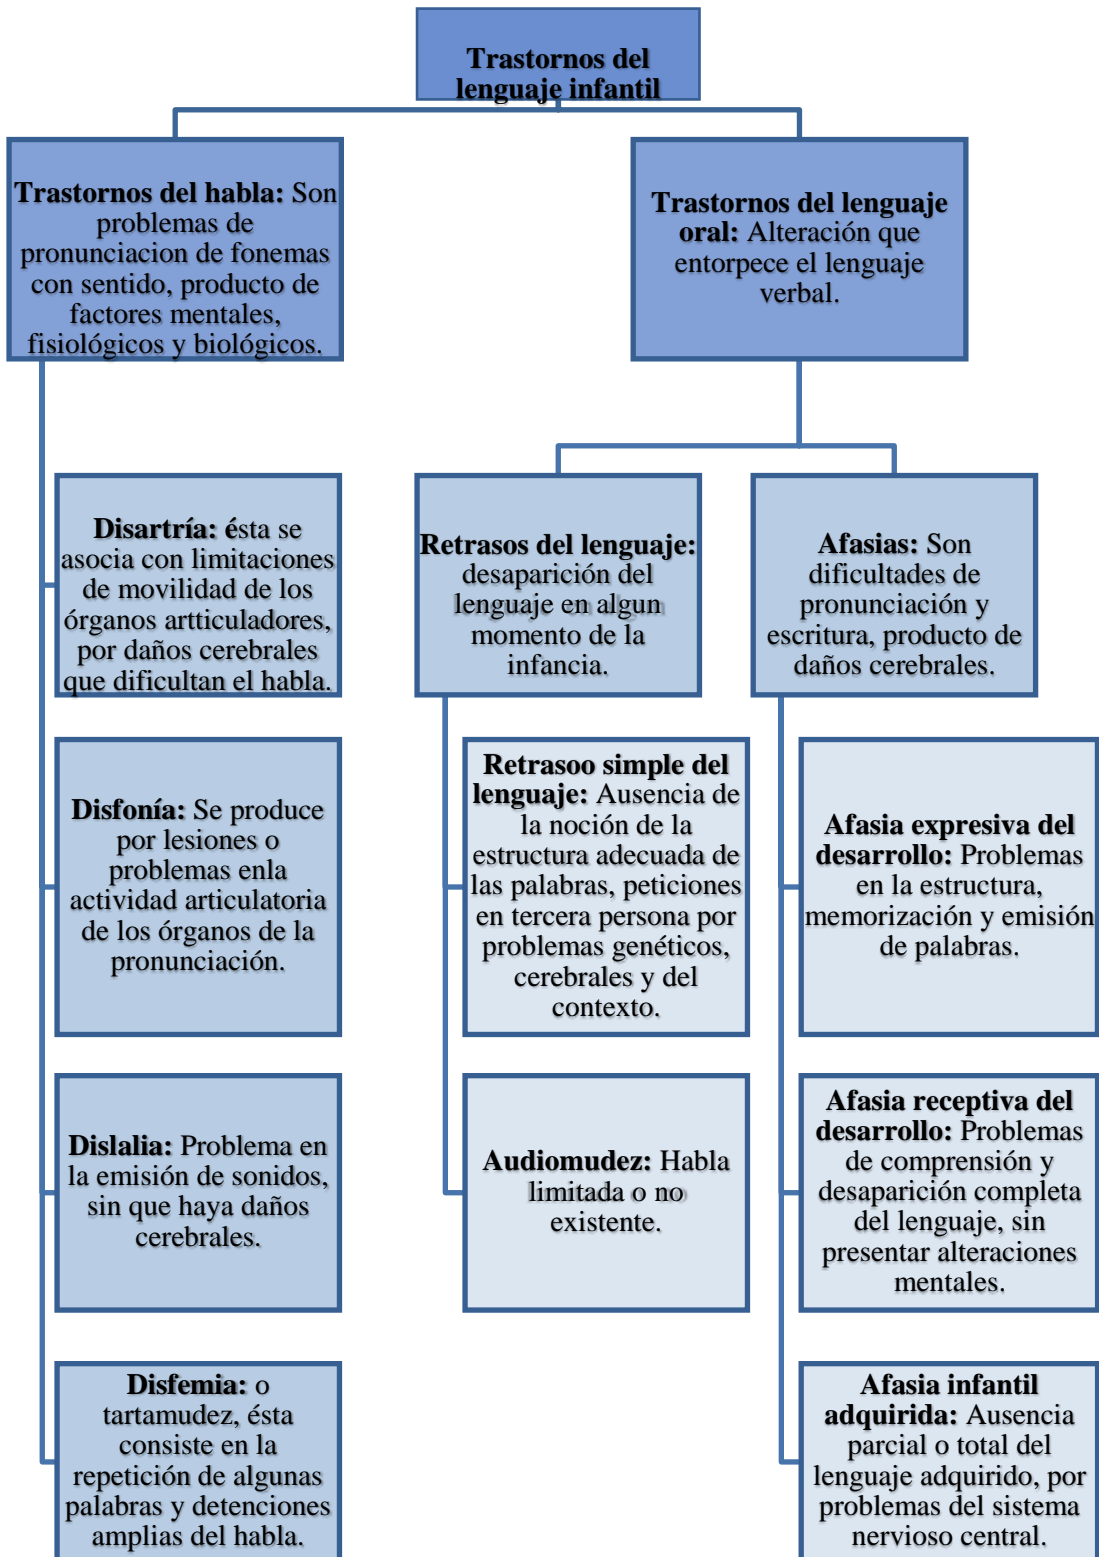 Trastornos del
lenguaje infantil
Trastornos del habla: Son
problemas de
pronunciacion de fonemas
con sentido, producto de
factores mentales,
fisiológicos y biológicos.
Trastornos del lenguaje
oral: Alteración que
entorpece el lenguaje
verbal.
Disartría: ésta se
asocia con limitaciones
de movilidad de los
órganos artticuladores,
por daños cerebrales
que dificultan el habla.
Disfonía: Se produce
por lesiones o
problemas enla
actividad articulatoria
de los órganos de la
pronunciación.
Dislalia: Problema en
la emisión de sonidos,
sin que haya daños
cerebrales.
Disfemia: o
tartamudez, ésta
consiste en la
repetición de algunas
palabras y detenciones
amplias del habla.
Retrasos del lenguaje:
desaparición del
lenguaje en algun
momento de la
infancia.
Retrasoo simple del
lenguaje: Ausencia de
la noción de la
estructura adecuada de
las palabras, peticiones
en tercera persona por
problemas genéticos,
cerebrales y del
contexto.
Audiomudez: Habla
limitada o no
existente.
Afasias: Son
dificultades de
pronunciación y
escritura, producto de
daños cerebrales.
Afasia expresiva del
desarrollo: Problemas
en la estructura,
memorización y emisión
de palabras.
Afasia receptiva del
desarrollo: Problemas
de comprensión y
desaparición completa
del lenguaje, sin
presentar alteraciones
mentales.
Afasia infantil
adquirida: Ausencia
parcial o total del
lenguaje adquirido, por
problemas del sistema
nervioso central.